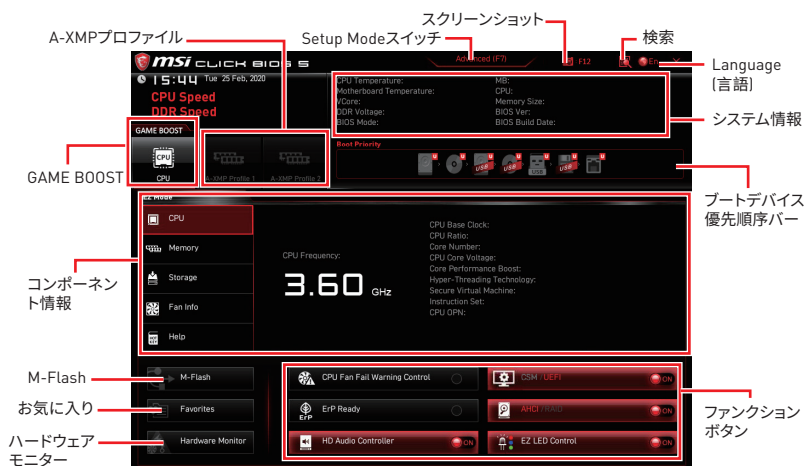 スクリーンショット
A-XMPプロファイル
Setup Modeスイッチ
検索
msi CLICK BIOS 5
Advanced (F7)
F12
En
Language
(言語)
15:44 Tue 25 Feb, 2020
CPU Speed
DDR Speed
CPU Temperature:
Motherboard Temperature:
VCore:
DDR Voltage:
BIOS Mode:
MB:
CPU:
Memory Size:
BIOS Ver:
BIOS Build Date:
システム情報
GAME BOOST
CPU
A-XMP Profile 1
A-XMP Profile 2
Boot Priority
U
U
USB U
USB U
USB U
USB U
U
GAME BOOST
ブートデバイス
優先順序バー
EZ Mode
CPU
Memory
Storage
Fan Info
Help
CPU Frequency:
3.60 GHz
CPU Base Clock:
CPU Ratio:
Core Number:
CPU Core Voltage:
Core Performance Boost:
Hyper-Threading Technology:
Secure Virtual Machine:
Instruction Set:
CPU OPN:
コンポーネン
ト情報
M-Flash
M-Flash
CPU Fan Fail Warning Control
CSM /UEFI
ON
お気に入り
Favorites
ErP
ErP Ready
AHCI /RAID
ON
ファンクション
ボタン
ハードウェア
モニター
Hardware Monitor
HD Audio Controller
ON
EZ LED Control
ON